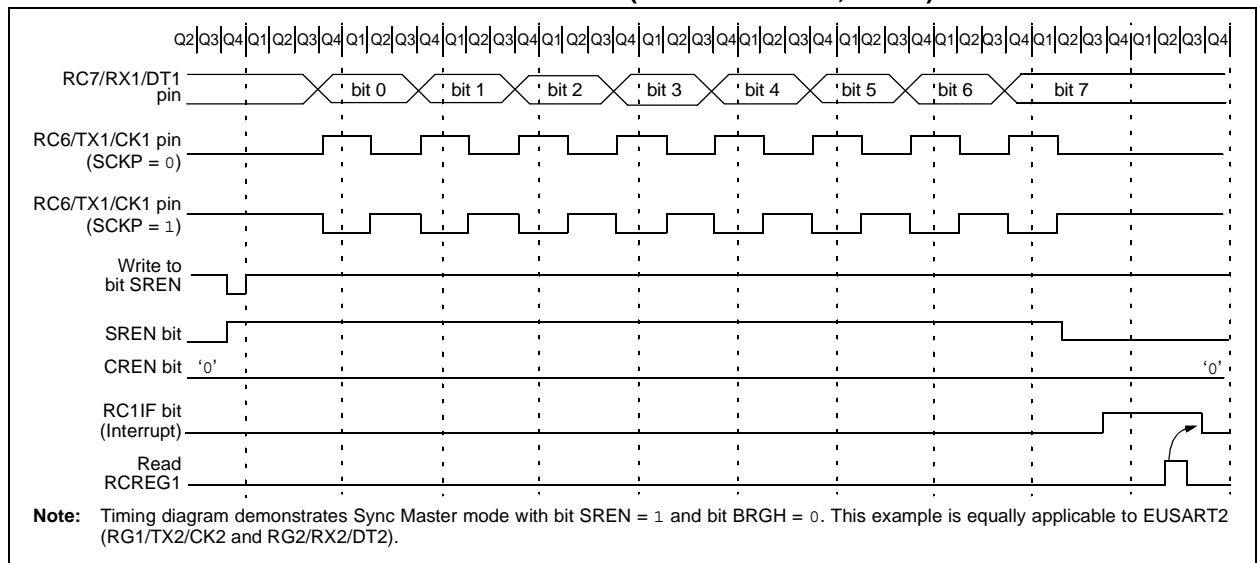 Q2 Q3 Q4 Q1 Q2 Q3 Q4 Q1 Q2 Q3 Q4 Q1 Q2 Q3 Q4 Q1 Q2 Q3 Q4 Q1 Q2 Q3 Q4 Q1 Q2 Q3 Q4 Q1 Q2 Q3 Q4 Q1 Q2 Q3 Q4 Q1 Q2 Q3 Q4 Q1 Q2 Q3 Q4
RC7/RX1/DT1
pin
bit 0 bit 1 bit 2 bit 3 bit 4 bit 5 bit 6 bit 7
RC6/TX1/CK1 pin
(SCKP = 0)
RC6/TX1/CK1 pin
(SCKP = 1)
Write to
bit SREN
SREN bit
CREN bit ‘0’ ‘0’
RC1IF bit
(Interrupt)
Read
RCREG1
Note: Timing diagram demonstrates Sync Master mode with bit SREN = 1 and bit BRGH = 0. This example is equally applicable to EUSART2
(RG1/TX2/CK2 and RG2/RX2/DT2).